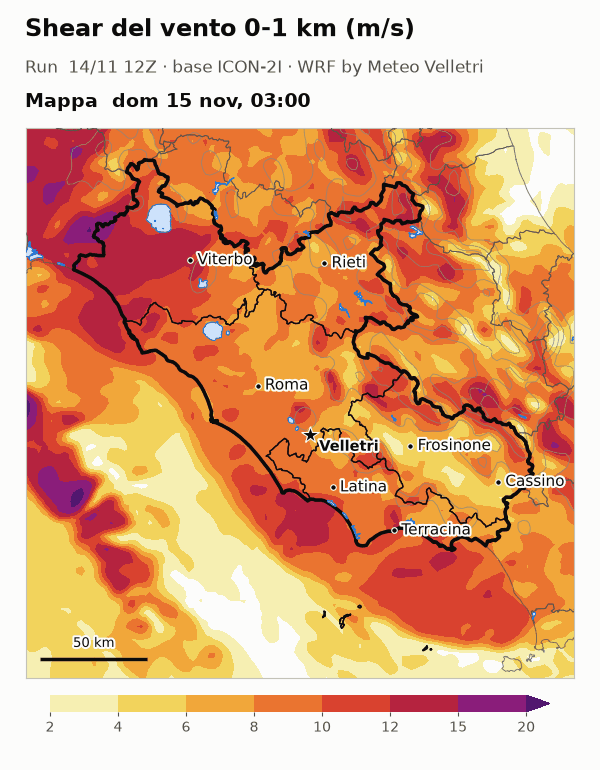 Shear del vento 0-1 km (m/s)
Run 14/11 12Z · base ICON-2I · WRF by Meteo Velletri
Mappa dom 15 nov, 03:00
Viterbo
Rieti
Roma
Velletri
Frosinone
Cassino
Latina
Terracina
50 km
2 4 6 8 10 12 15 20